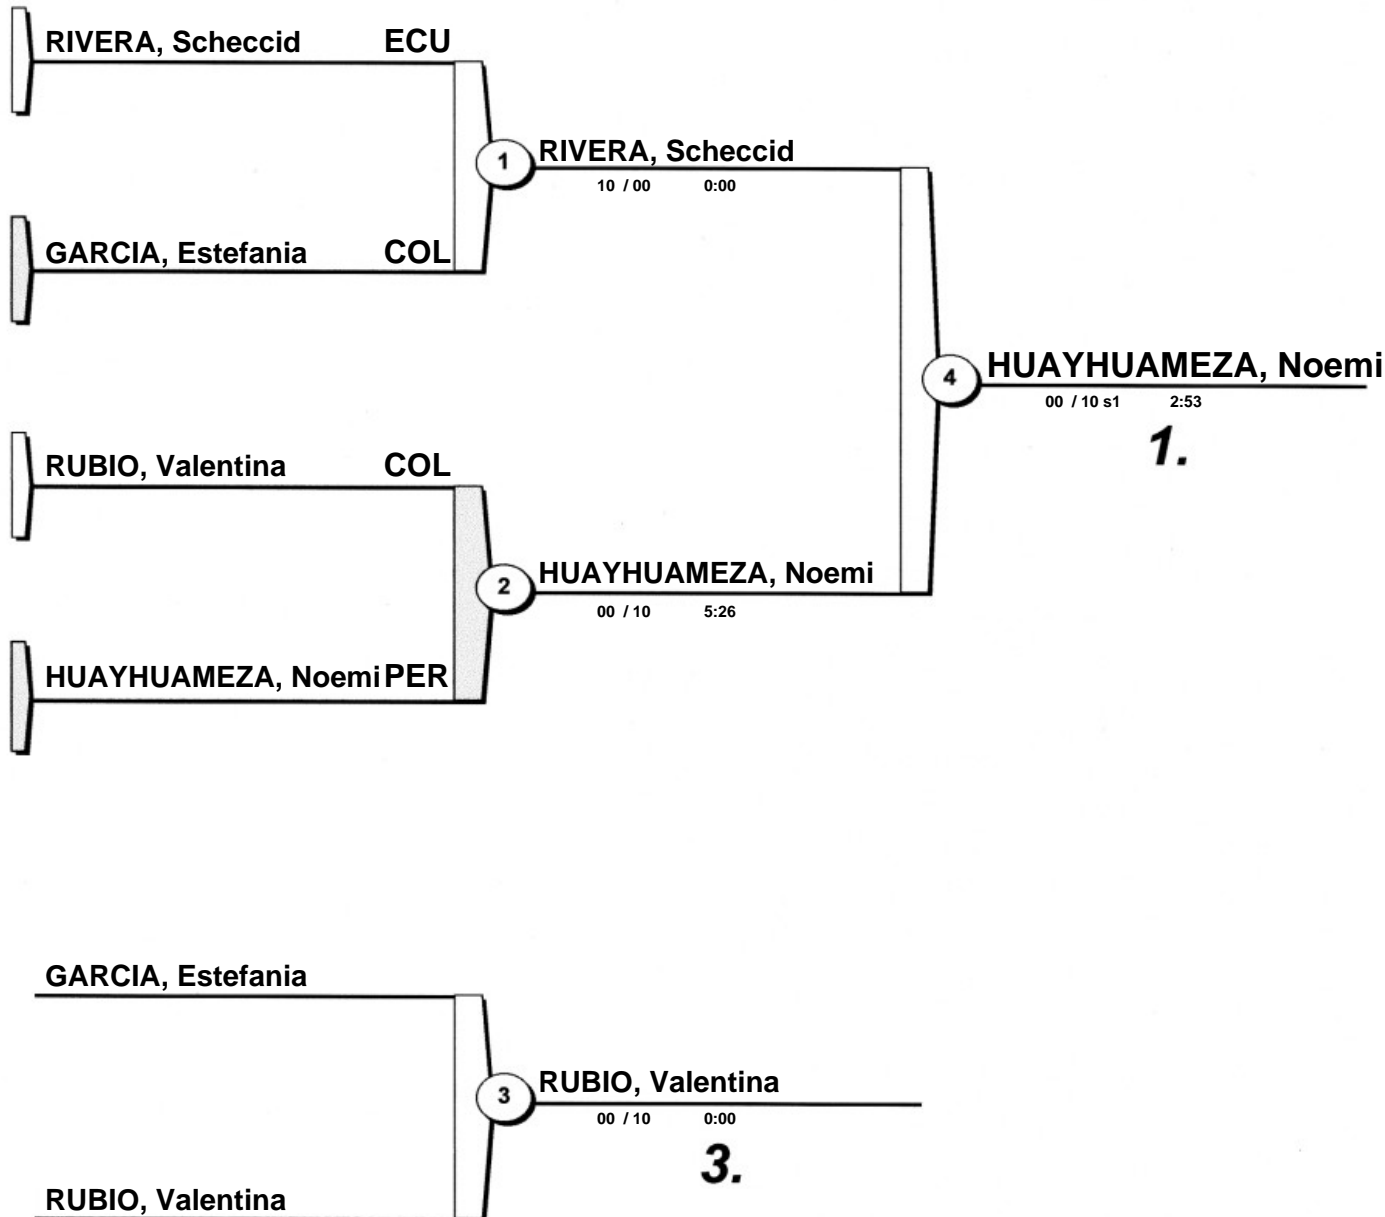 RIVERA, Scheccid ECU
1 RIVERA, Scheccid
10 / 00 0:00
GARCIA, Estefania COL
4 HUAYHUAMEZA, Noemi
00 / 10 s1 2:53
1.
RUBIO, Valentina COL
2 HUAYHUAMEZA, Noemi
00 / 10 5:26
HUAYHUAMEZA, Noemi PER
GARCIA, Estefania
3 RUBIO, Valentina
00 / 10 0:00
3.
RUBIO, Valentina